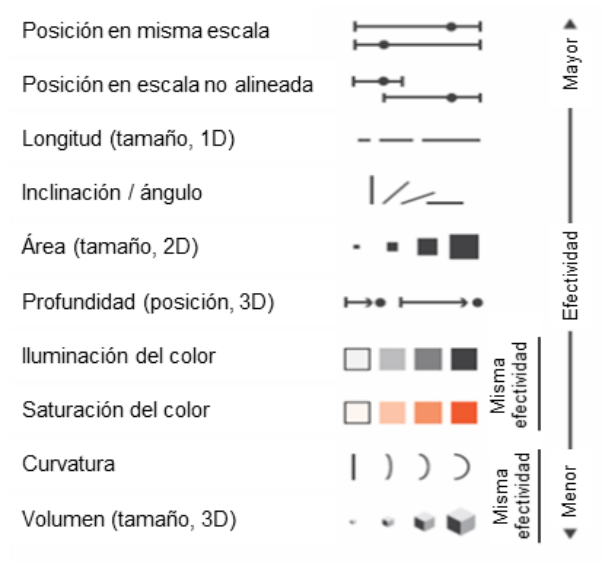 Posición en misma escala
Posición en escala no alineada
Longitud (tamaño, 1D)
Inclinación / ángulo
Área (tamaño, 2D)
Profundidad (posición, 3D)
Iluminación del color
Saturación del color
Curvatura
Volumen (tamaño, 3D)
Misma
efectividad
Misma
efectividad
Mayor
Efectividad
Menor